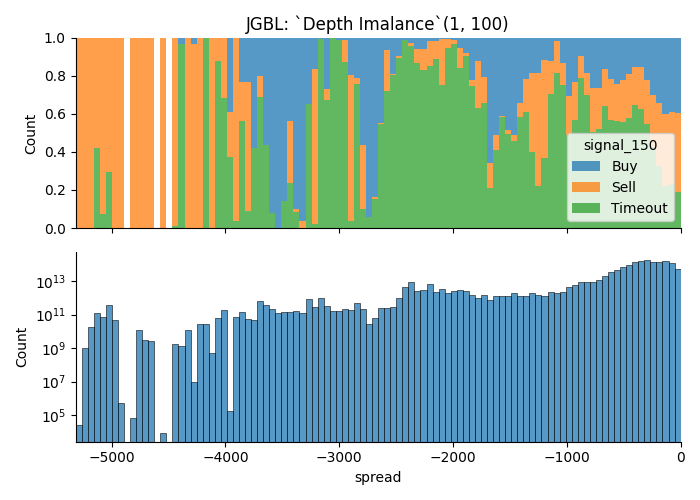 JGBL: `Depth Imalance`(1, 100)
1.0
0.8
0.6
0.4
0.2
0.0
Count
signal_150
Buy
Sell
Timeout
10^13
10^11
10^9
10^7
10^5
Count
−5000 −4000 −3000 −2000 −1000 0
spread